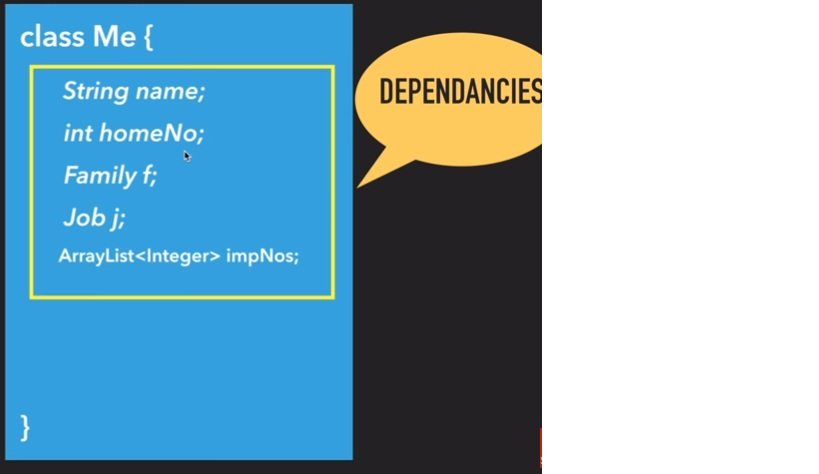 class Me {
String name;
int homeNo;
Family f;
Job j;
ArrayList<Integer> impNos;
}
DEPENDANCIES